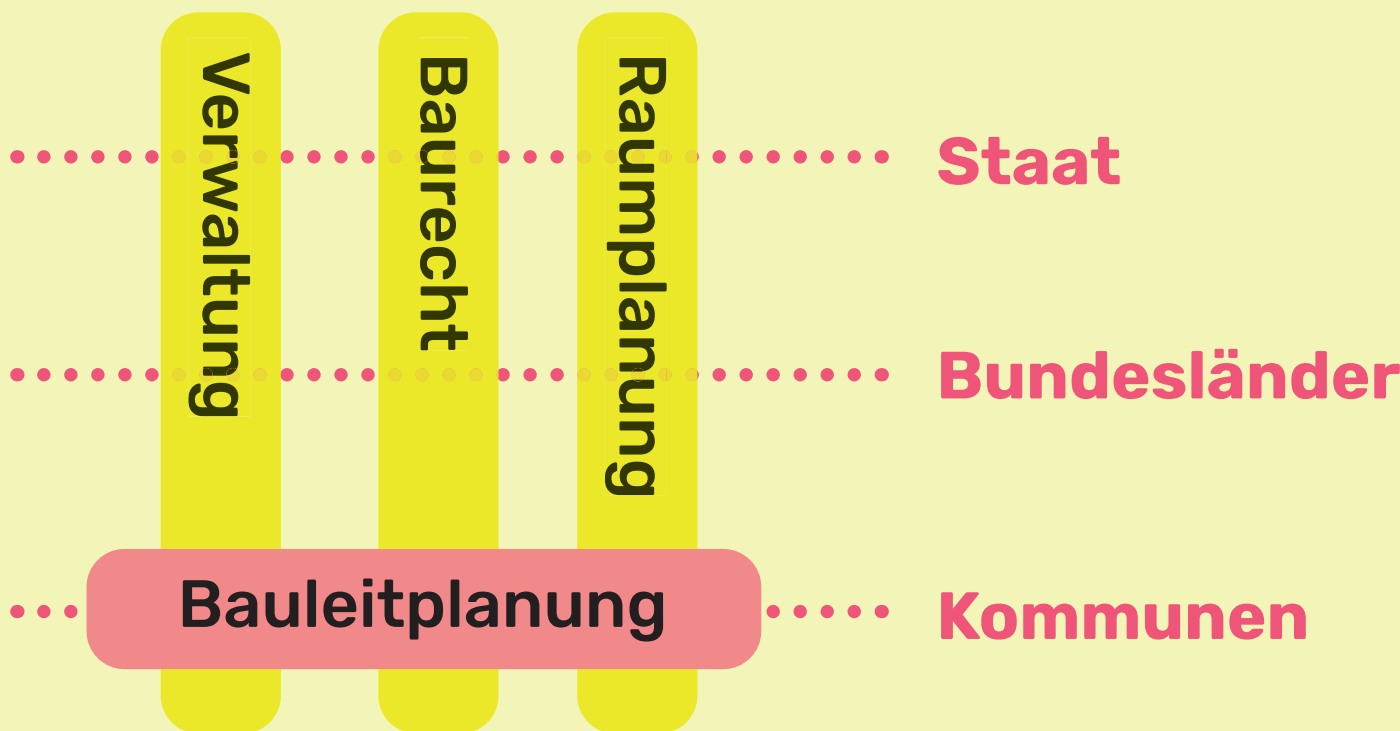 Verwaltung
Baurecht
Raumplanung
Staat
Bundesländer
Bauleitplanung
Kommunen